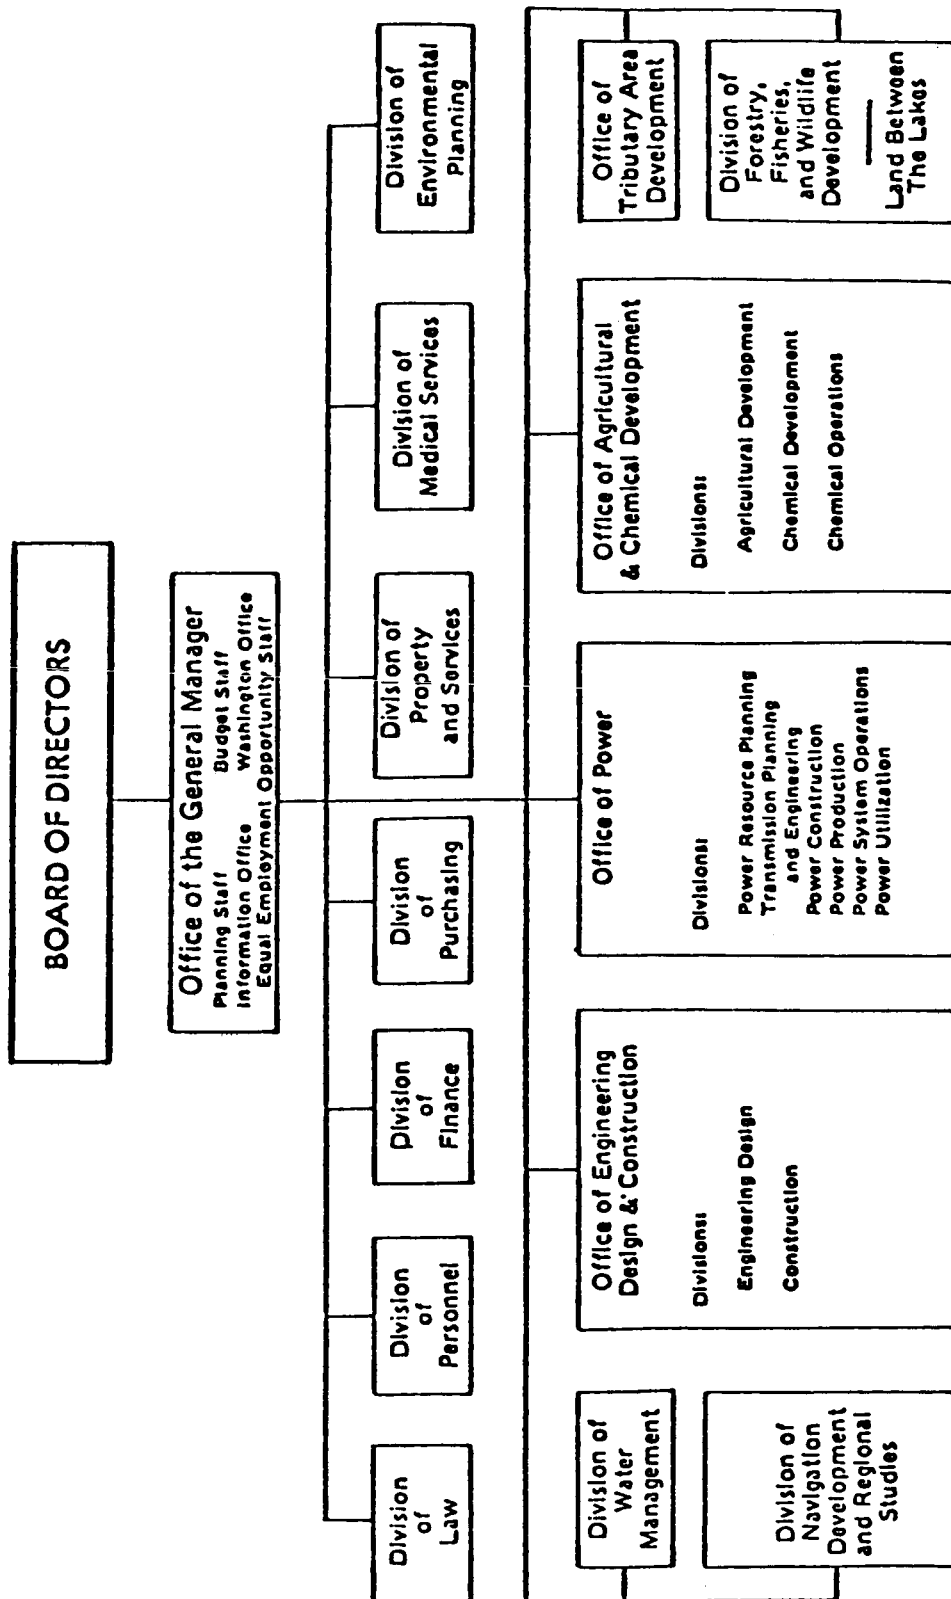 BOARD OF DIRECTORS
Office of the General Manager
Planning Staff Budget Staff
Information Office Washington Office
Equal Employment Opportunity Staff
Division
of
Law
Division
of
Personnel
Division
of
Finance
Division
of
Purchasing
Division of
Property
and Services
Division of
Medical Services
Division of
Environmental
Planning
Division of
Water
Management
Division of
Navigation
Development
and Regional
Studies
Office of Engineering
Design & Construction
Divisions:
Engineering Design
Construction
Office of Power
Divisions:
Power Resource Planning
Transmission Planning
and Engineering
Power Construction
Power Production
Power System Operations
Power Utilization
Office of Agricultural
& Chemical Development
Divisions:
Agricultural Development
Chemical Development
Chemical Operations
Office of
Tributary Area
Development
Division of
Forestry,
Fisheries,
and Wildlife
Development
Land Between
The Lakes